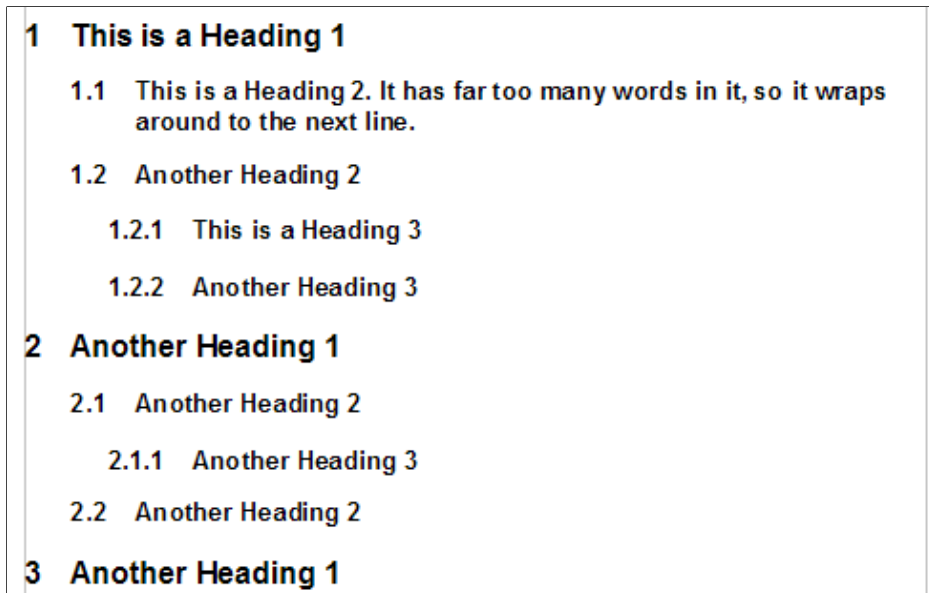 1 This is a Heading 1
1.1 This is a Heading 2. It has far too many words in it, so it wraps
around to the next line.
1.2 Another Heading 2
1.2.1 This is a Heading 3
1.2.2 Another Heading 3
2 Another Heading 1
2.1 Another Heading 2
2.1.1 Another Heading 3
2.2 Another Heading 2
3 Another Heading 1